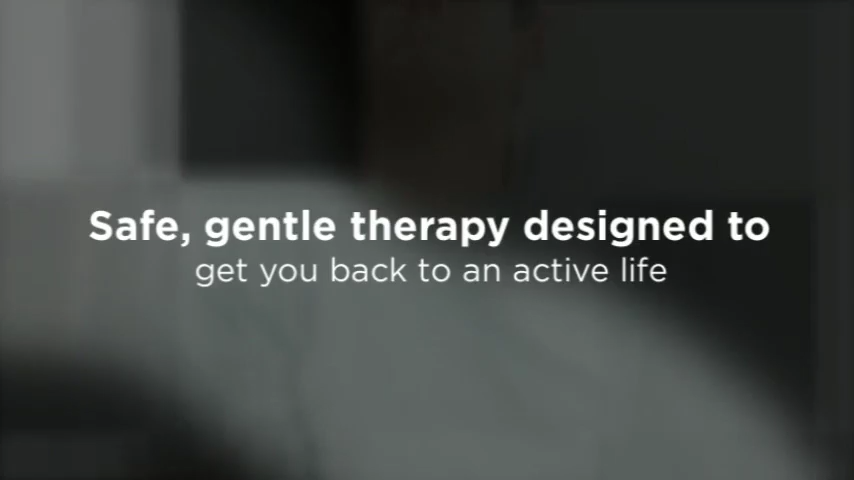 Safe, gentle therapy designed to
get you back to an active life